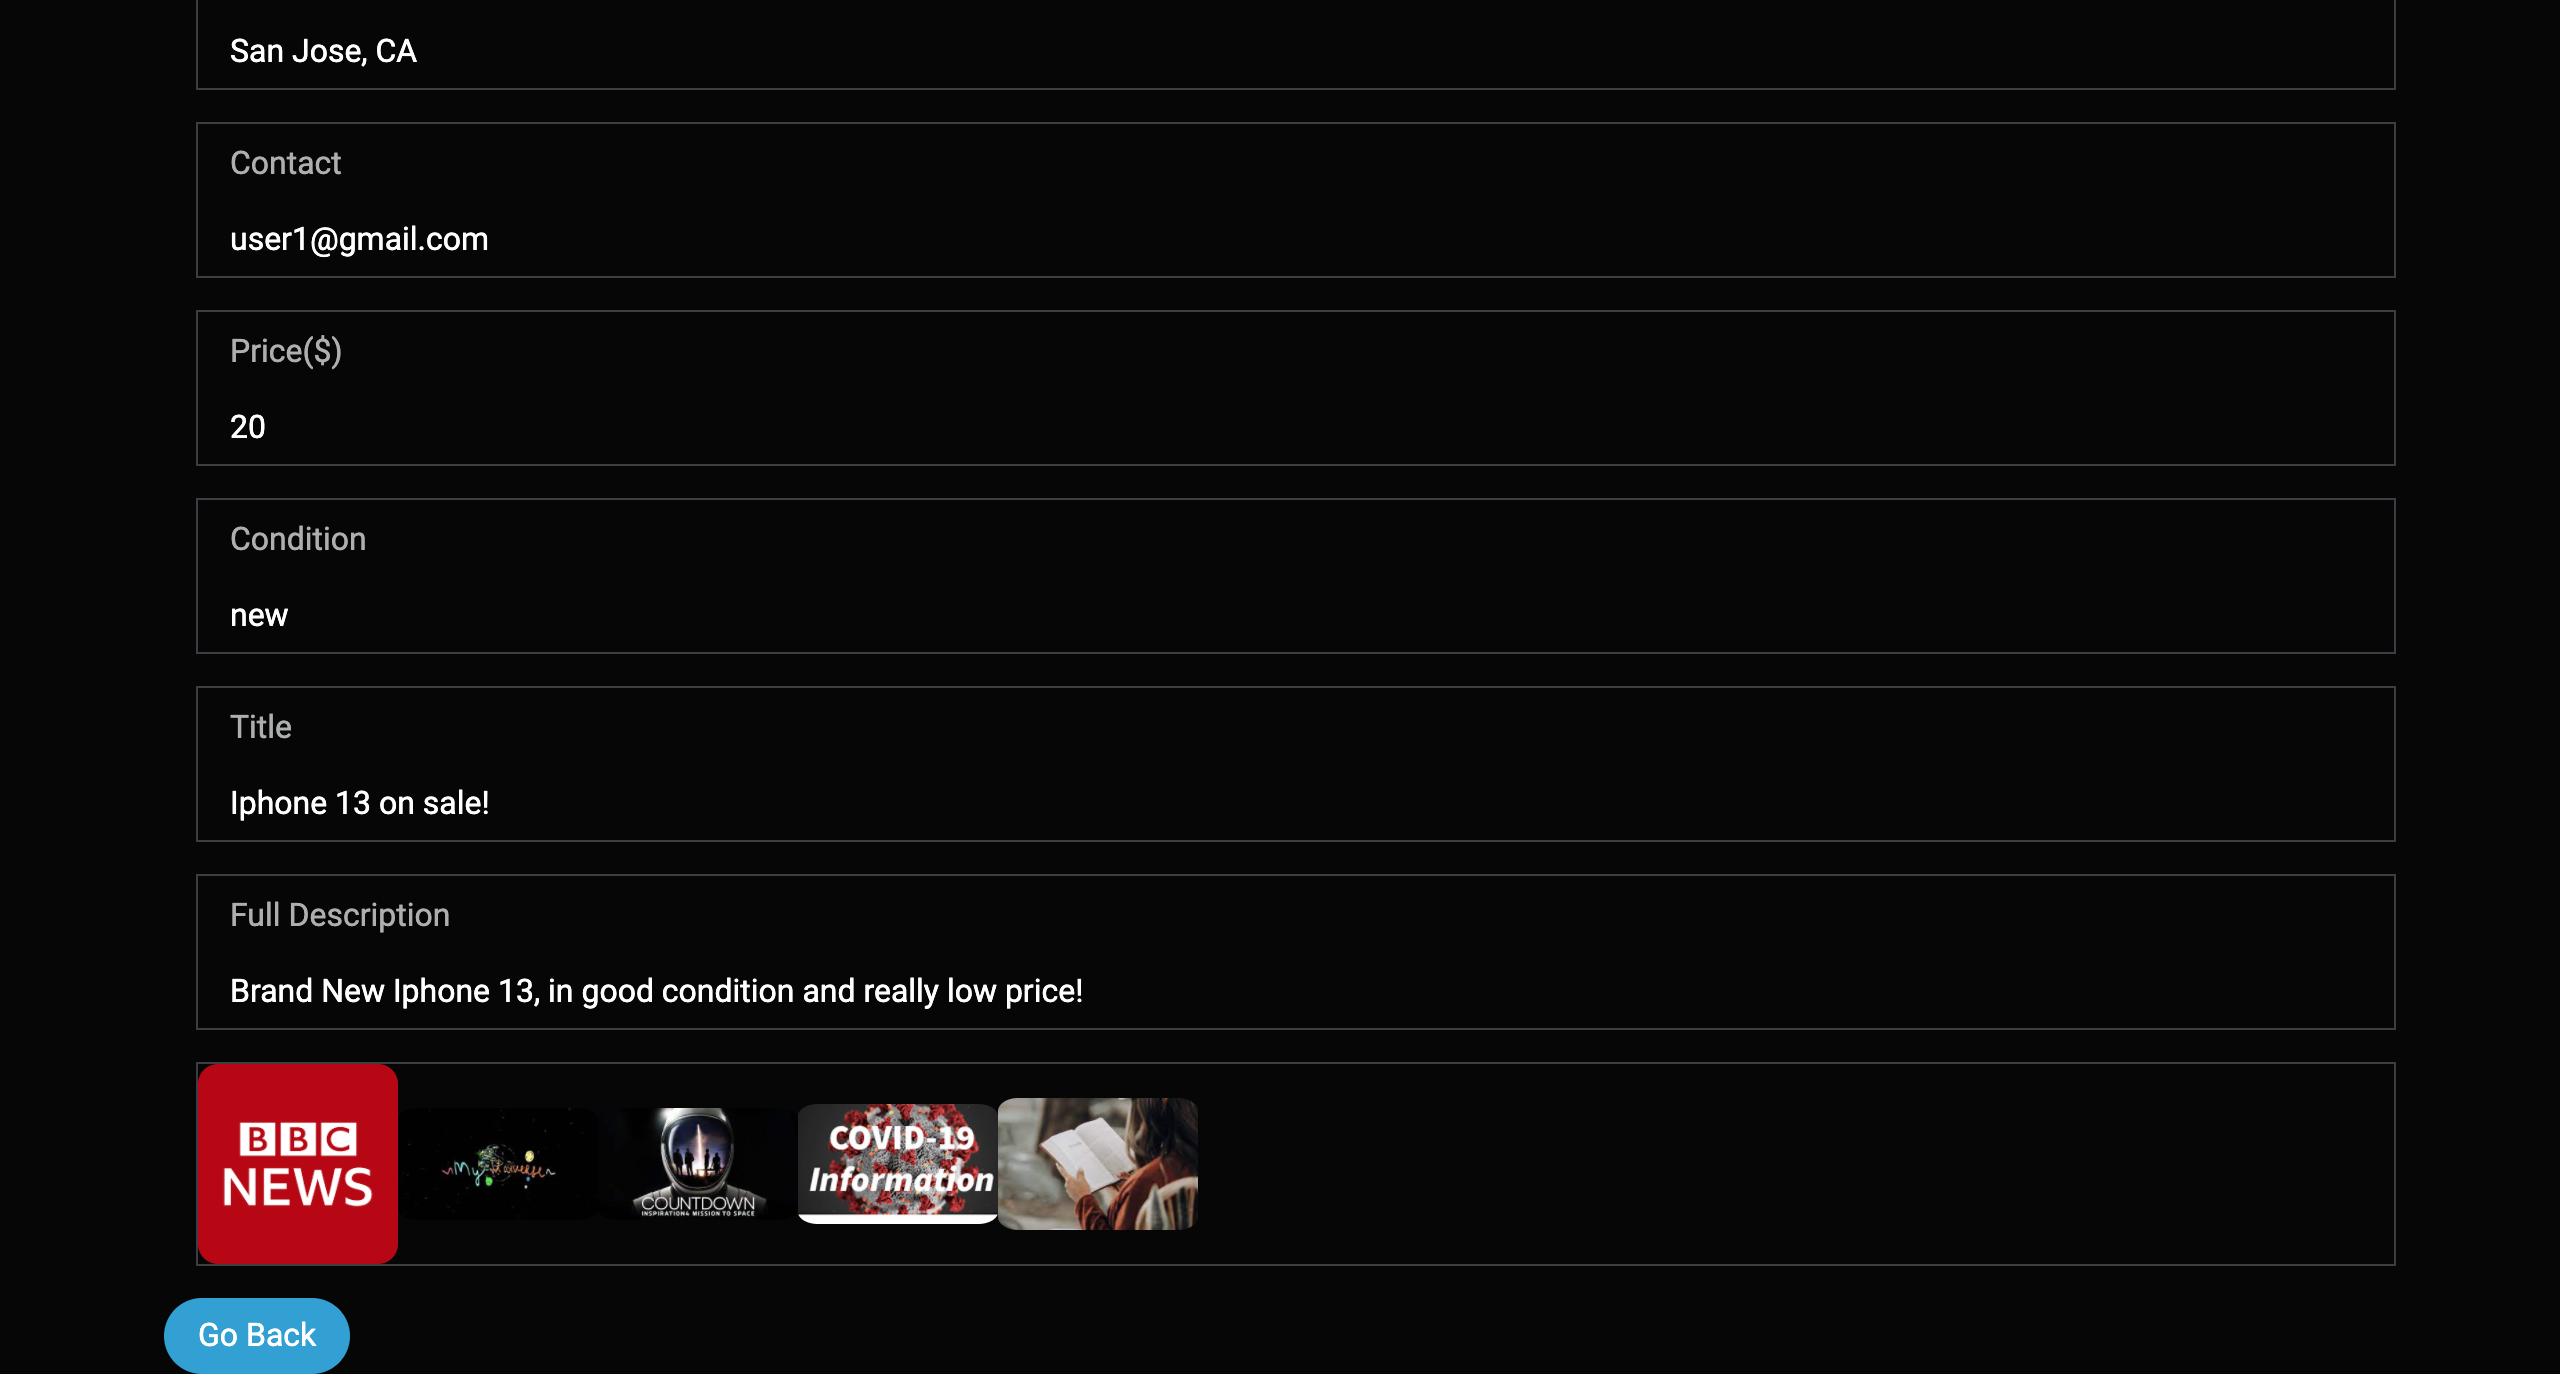 San Jose, CA
Contact
user1@gmail.com
Price($)
20
Condition
new
Title
Iphone 13 on sale!
Full Description
Brand New Iphone 13, in good condition and really low price!
BBC
NEWS
My Universe
COUNTDOWN
INSPIRATION4 MISSION TO SPACE
COVID-19
Information
Go Back